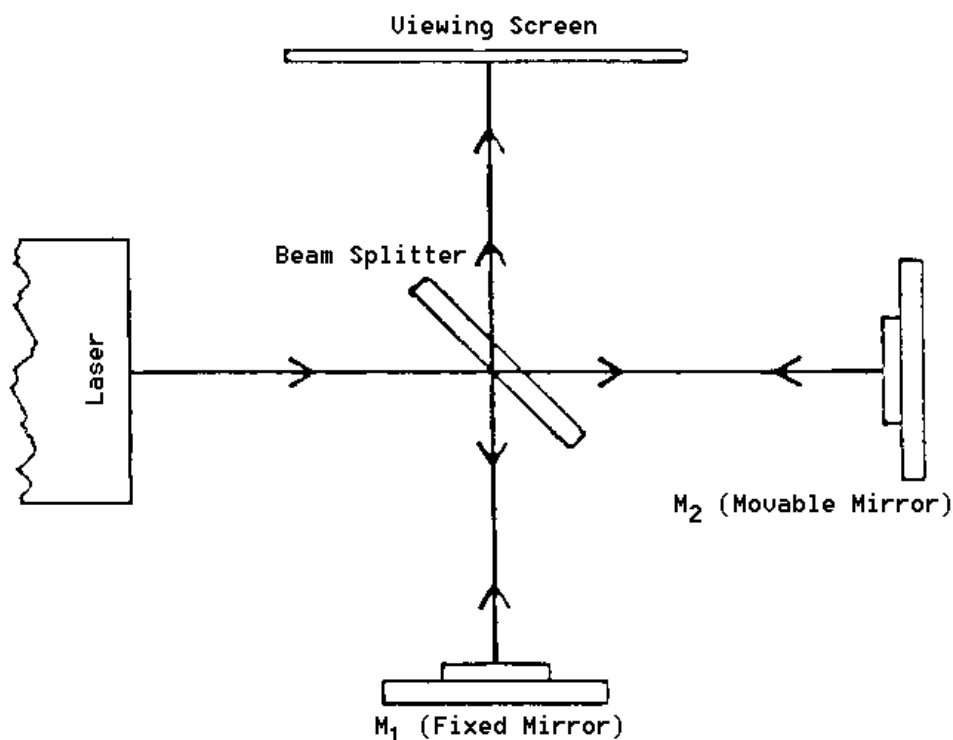 Viewing Screen
Beam Splitter
Laser
M2 (Movable Mirror)
M1 (Fixed Mirror)